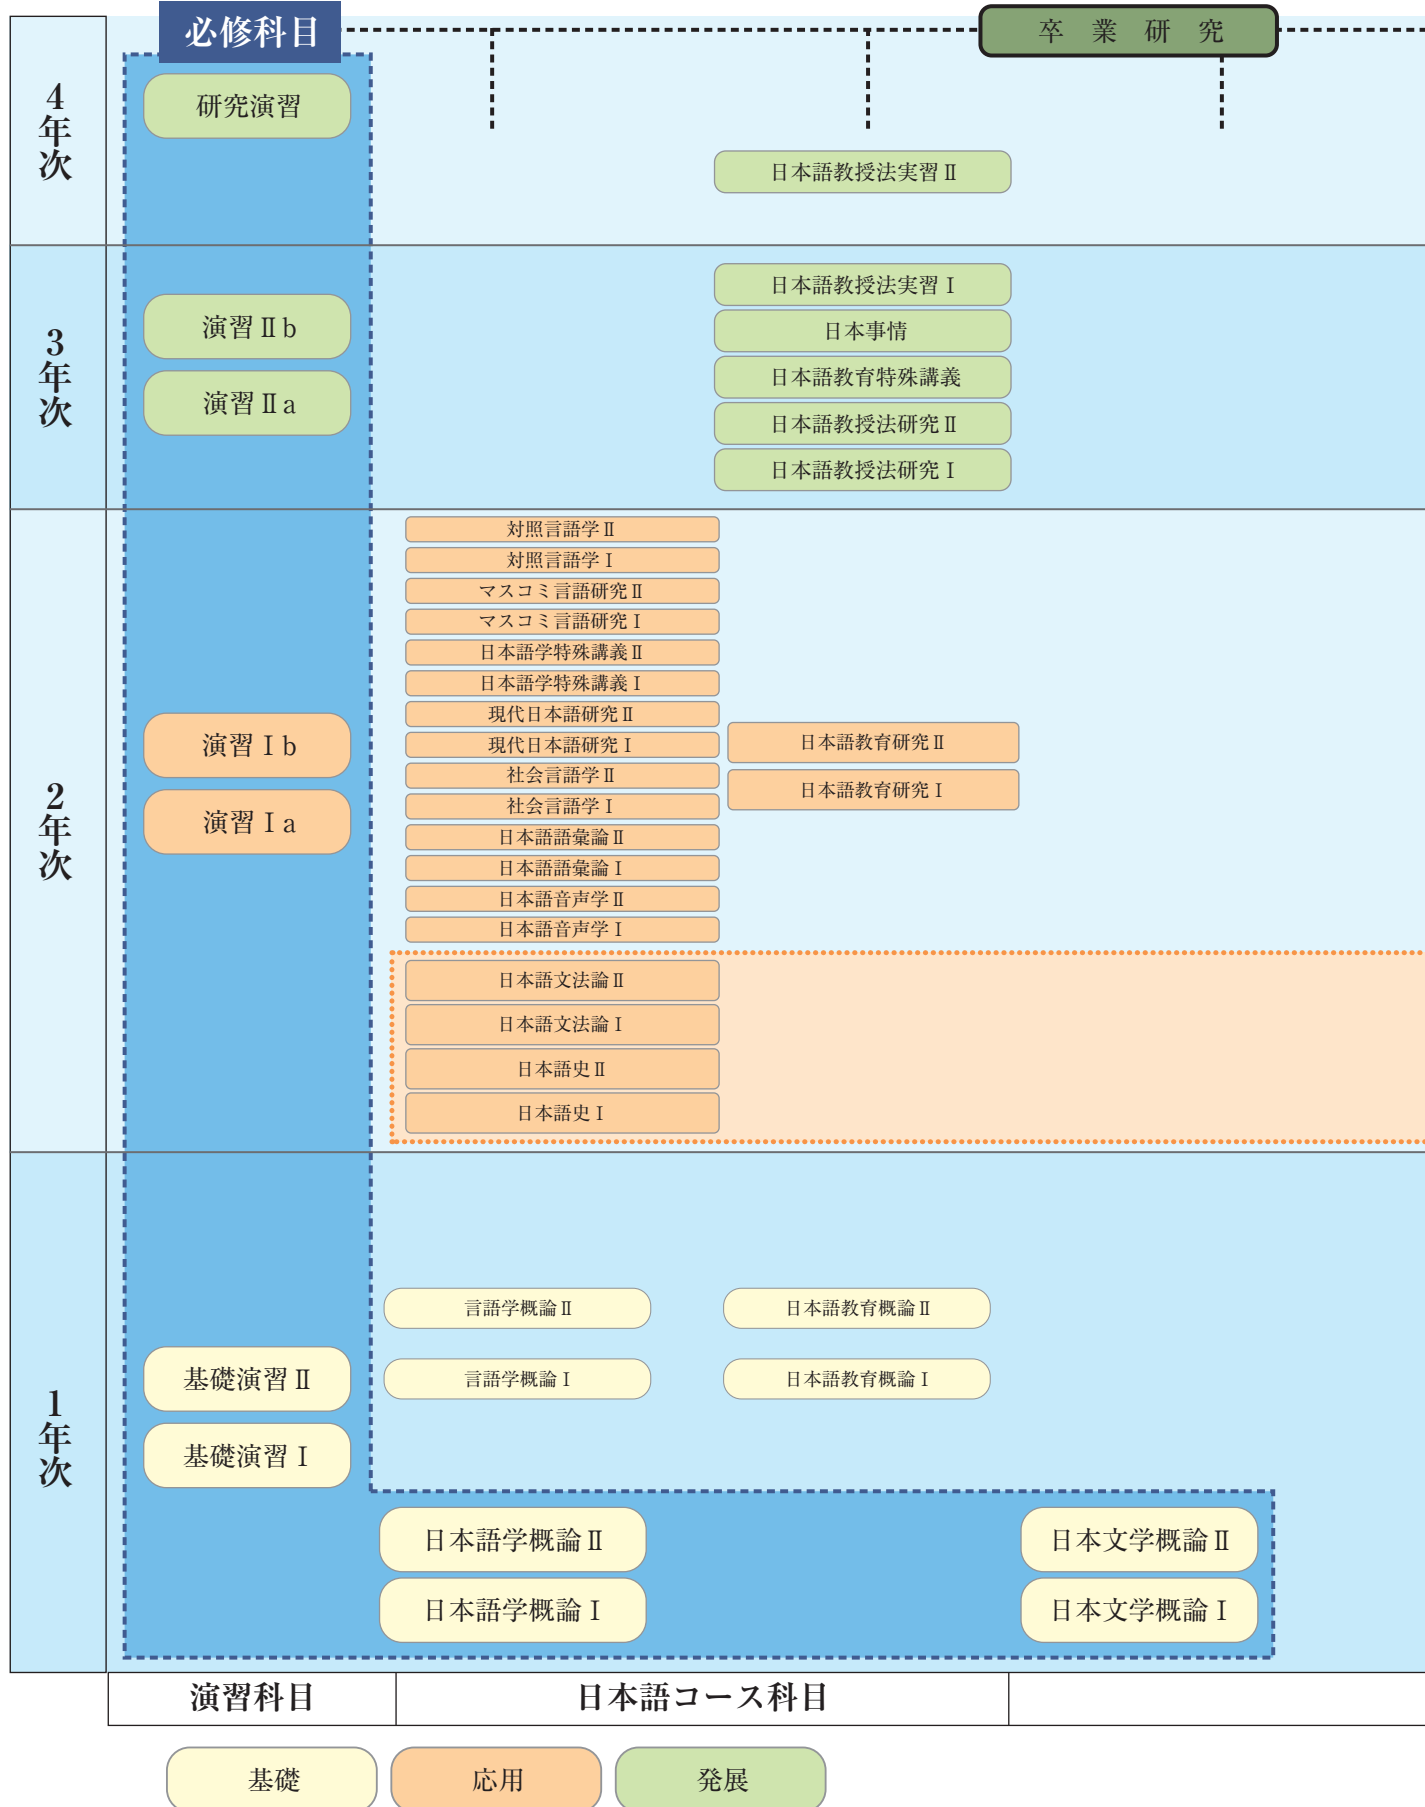 必修科目
卒業研究
4年次
研究演習
日本語教授法実習Ⅱ
3年次
演習Ⅱb
演習Ⅱa
日本語教授法実習Ⅰ
日本事情
日本語教育特殊講義
日本語教授法研究Ⅱ
日本語教授法研究Ⅰ
2年次
演習Ⅰb
演習Ⅰa
対照言語学Ⅱ
対照言語学Ⅰ
マスコミ言語研究Ⅱ
マスコミ言語研究Ⅰ
日本語学特殊講義Ⅱ
日本語学特殊講義Ⅰ
現代日本語研究Ⅱ
現代日本語研究Ⅰ
社会言語学Ⅱ
社会言語学Ⅰ
日本語語彙論Ⅱ
日本語語彙論Ⅰ
日本語音声学Ⅱ
日本語音声学Ⅰ
日本語文法論Ⅱ
日本語文法論Ⅰ
日本語史Ⅱ
日本語史Ⅰ
日本語教育研究Ⅱ
日本語教育研究Ⅰ
1年次
基礎演習Ⅱ
基礎演習Ⅰ
言語学概論Ⅱ
言語学概論Ⅰ
日本語教育概論Ⅱ
日本語教育概論Ⅰ
日本語学概論Ⅱ
日本語学概論Ⅰ
日本文学概論Ⅱ
日本文学概論Ⅰ
演習科目
日本語コース科目
基礎
応用
発展